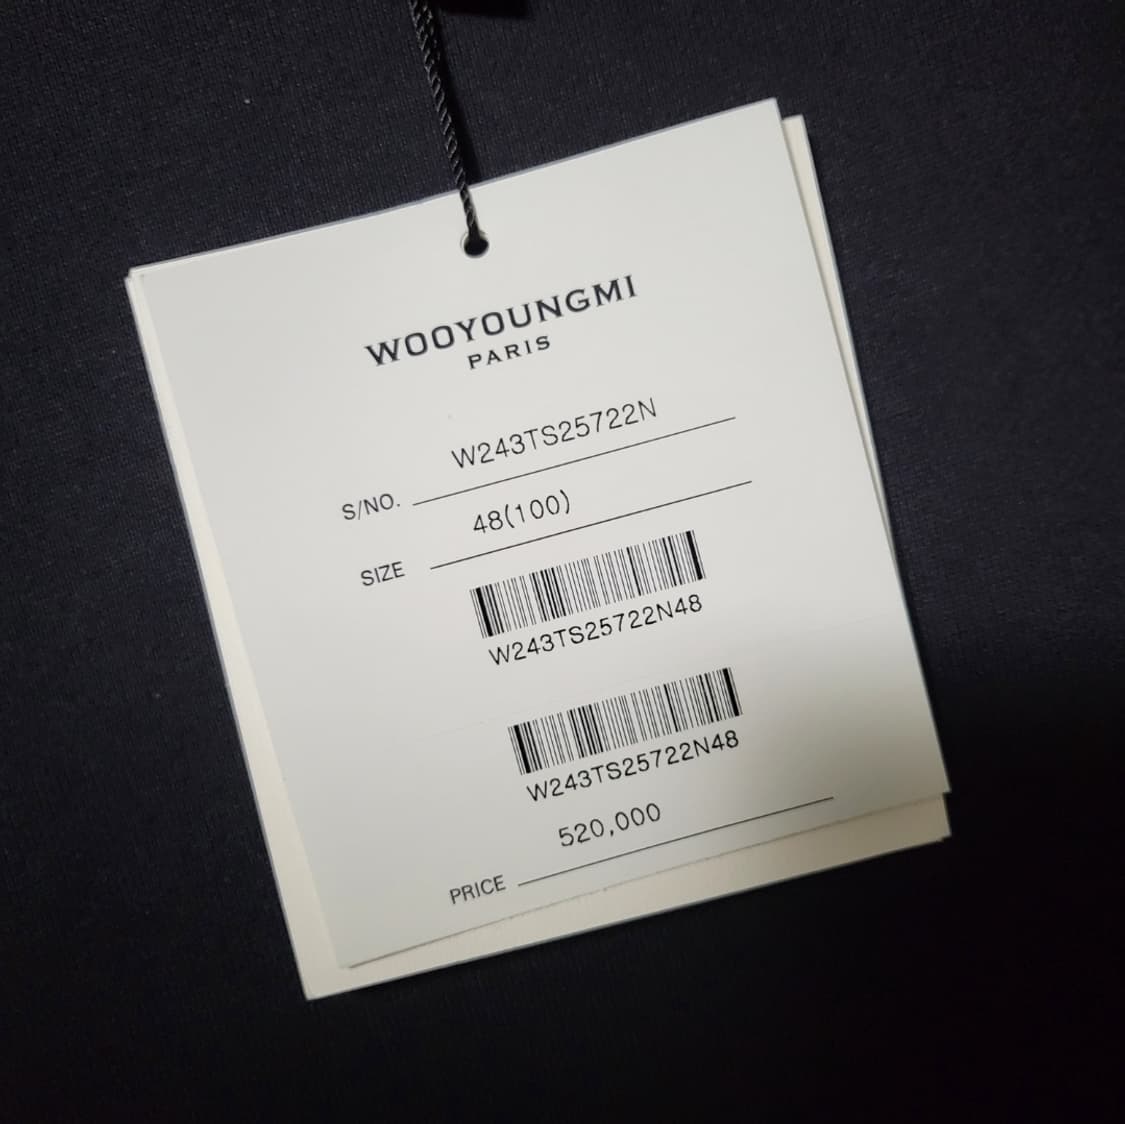 WOOYOUNGMI
PARIS
S/NO. W243TS25722N
SIZE 48(100)
W243TS25722N48
W243TS25722N48
PRICE 520,000